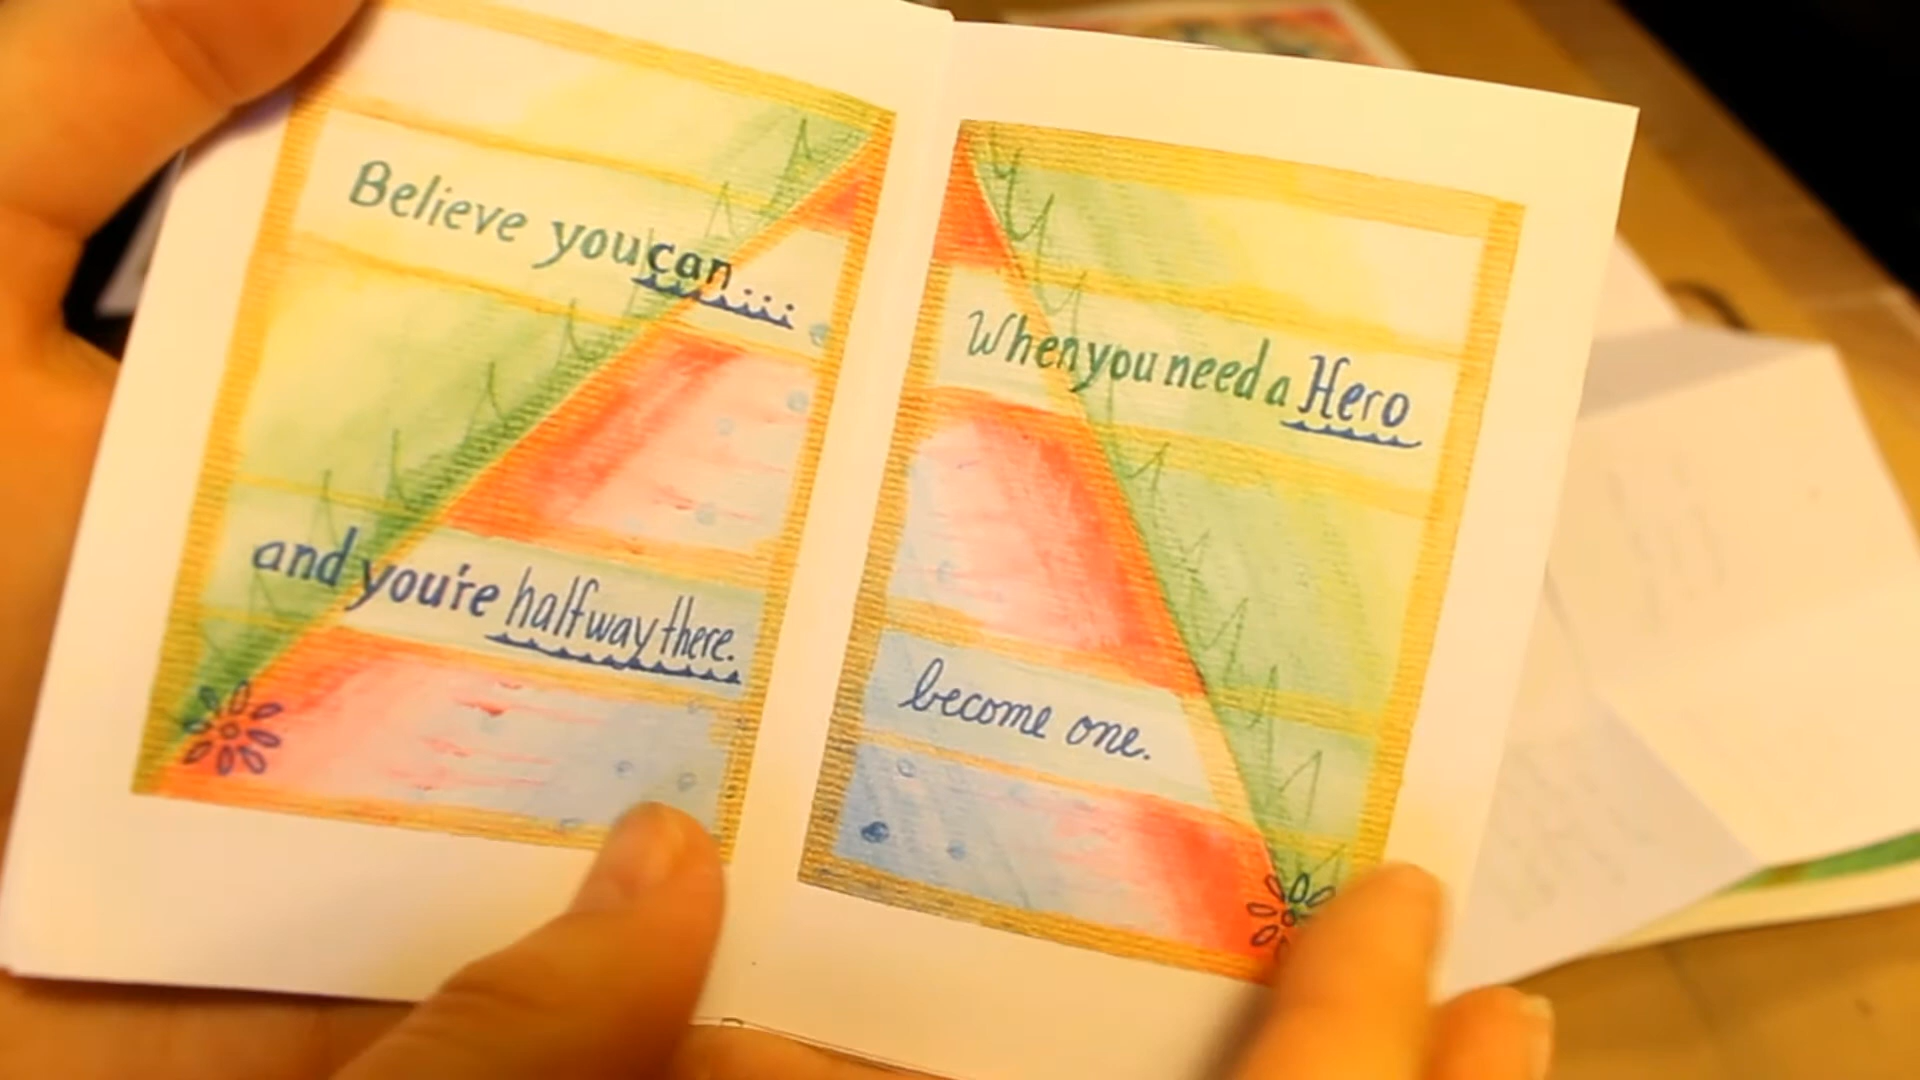 Believe you can...
and you're halfway there.
When you need a Hero
become one.